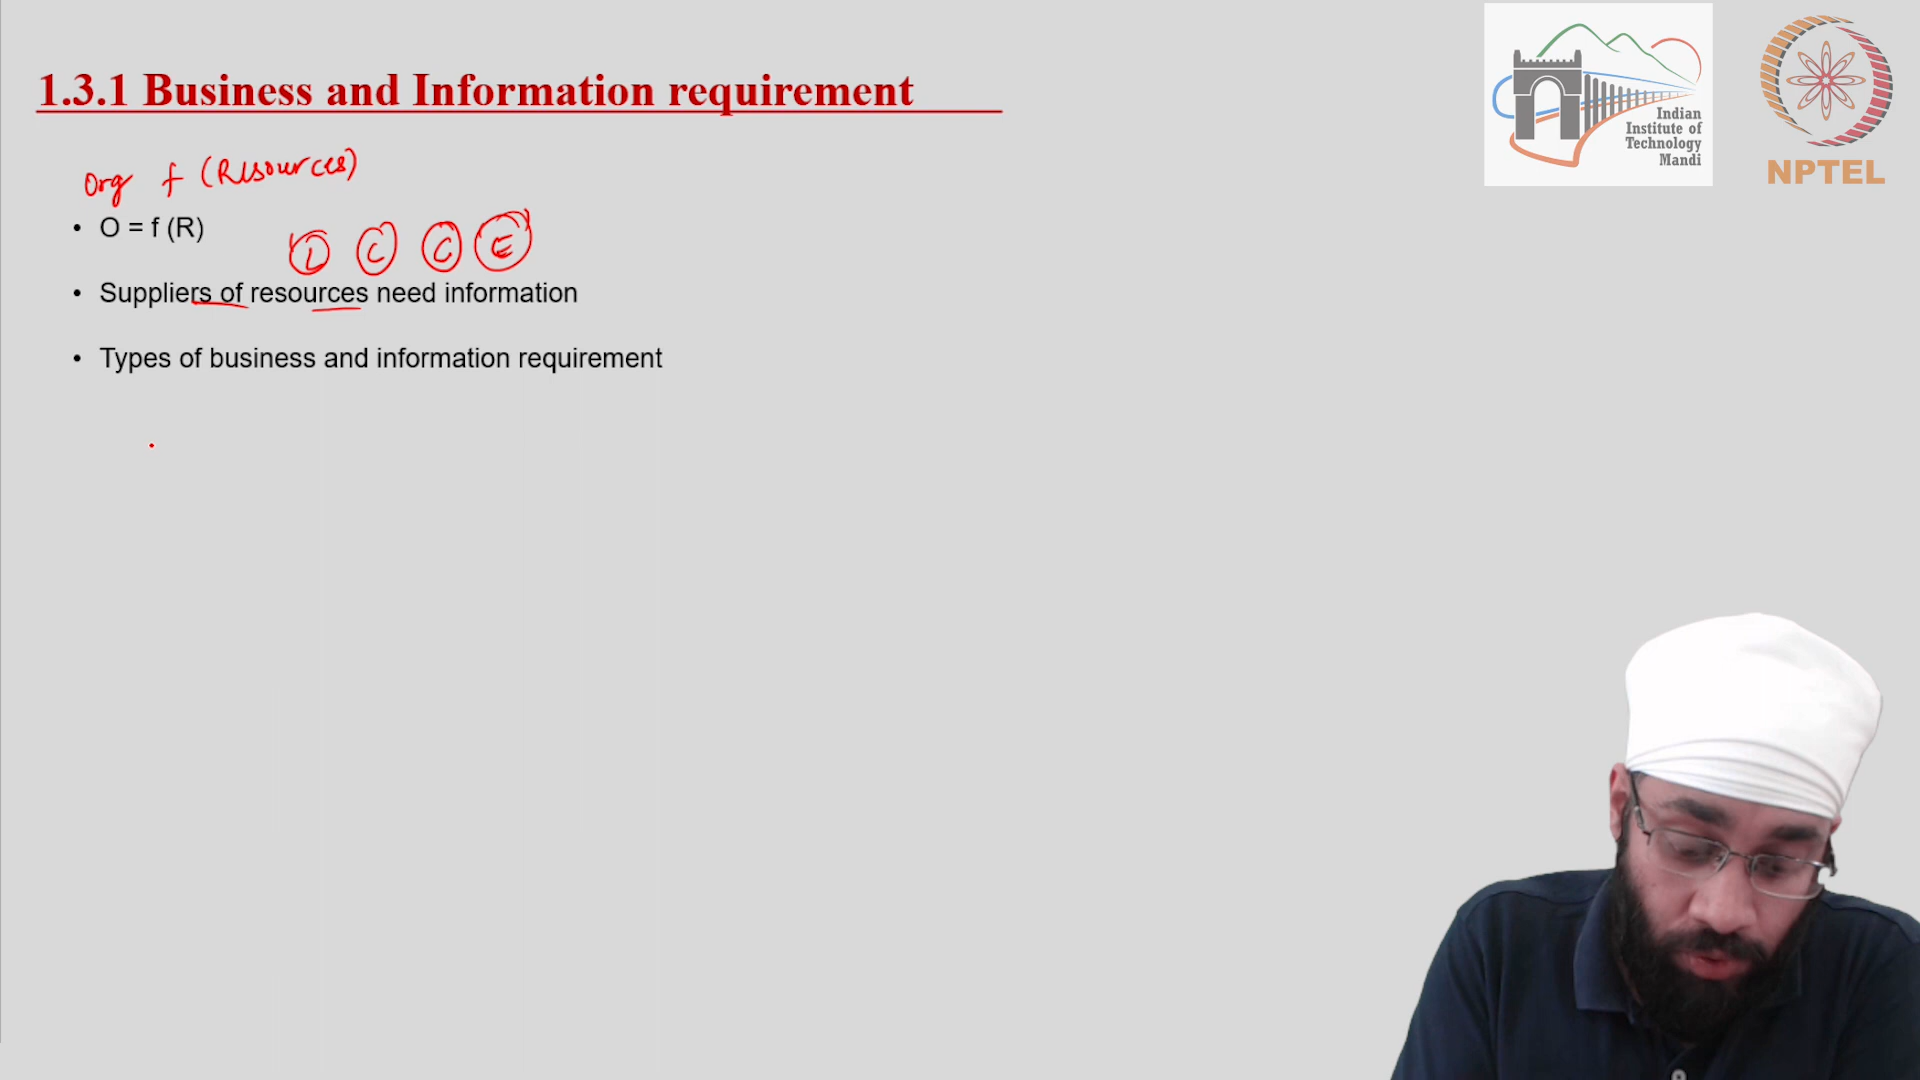 1.3.1 Business and Information requirement
Org f (Resources)
• O = f (R)
I C C E
• Suppliers of resources need information
• Types of business and information requirement
Indian
Institute of
Technology
Mandi
NPTEL